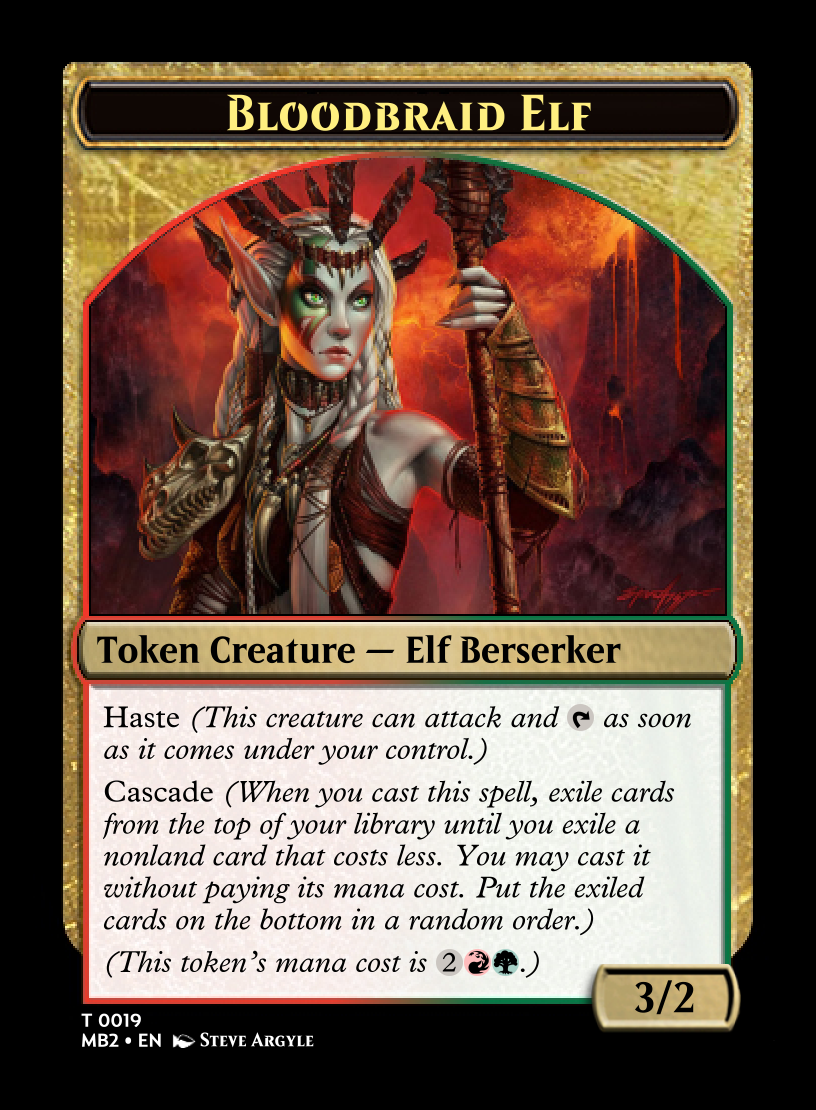 Bloodbraid Elf
Token Creature — Elf Berserker
Haste (This creature can attack and as soon
as it comes under your control.)
Cascade (When you cast this spell, exile cards
from the top of your library until you exile a
nonland card that costs less. You may cast it
without paying its mana cost. Put the exiled
cards on the bottom in a random order.)
(This token's mana cost is 2.)
3/2
T 0019
MB2 • EN Steve Argyle